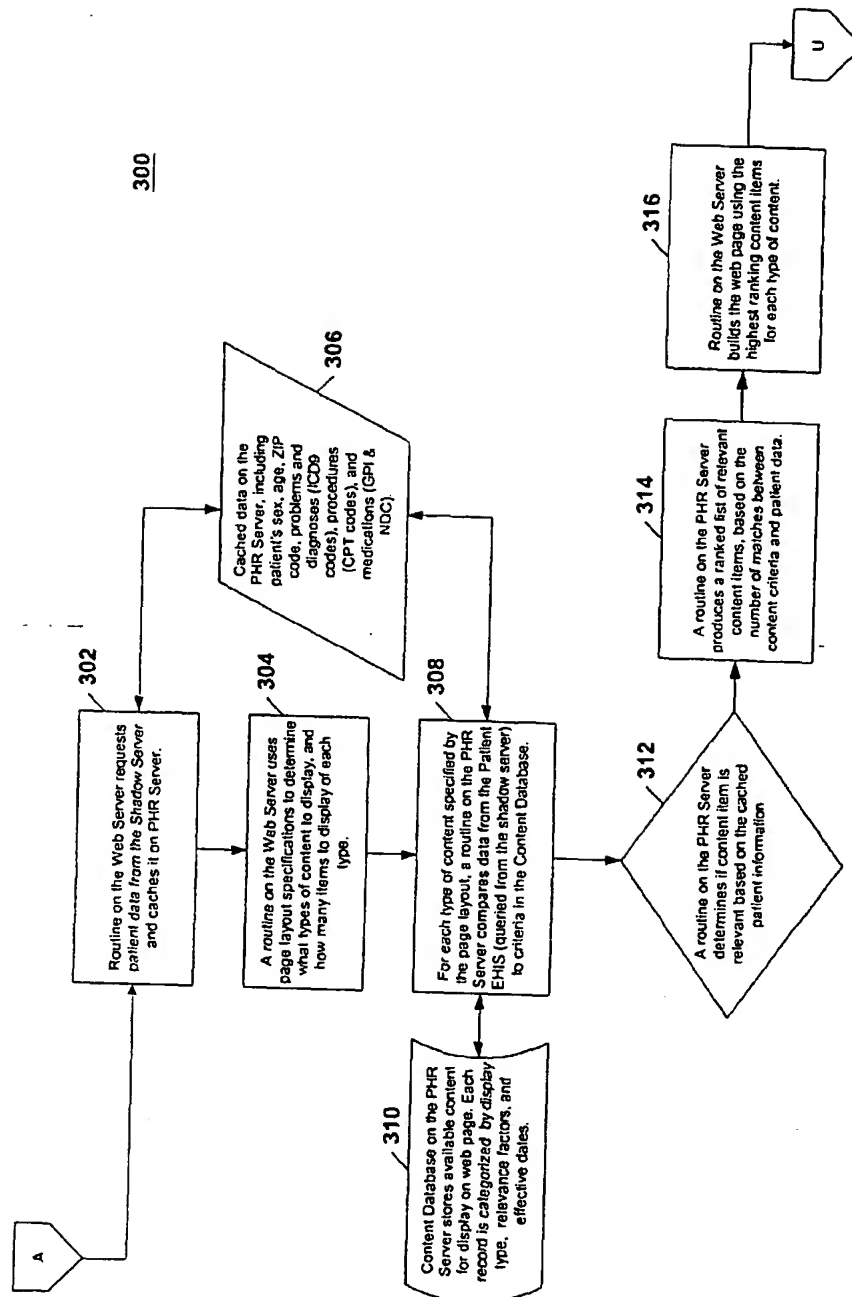 A
302
Routine on the Web Server requests
patient data from the Shadow Server
and caches it on PHR Server.
304
A routine on the Web Server uses
page layout specifications to determine
what types of content to display, and
how many items to display of each
type.
306
Cached data on the
PHR Server, including
patient's sex, age, ZIP
code, problems and
diagnoses (ICD9
codes), procedures
(CPT codes), and
medications (GPI &
NDC).
300
308
For each type of content specified by
the page layout, a routine on the PHR
Server compares data from the Patient
EHIS (queried from the shadow server)
to criteria in the Content Database.
310
Content Database on the PHR
Server stores available content
for display on web page. Each
record is categorized by display
type, relevance factors, and
effective dates.
312
A routine on the PHR Server
determines if content item is
relevant based on the cached
patient information
314
A routine on the PHR Server
produces a ranked list of relevant
content items, based on the
number of matches between
content criteria and patient data.
316
Routine on the Web Server
builds the web page using the
highest ranking content items
for each type of content.
U